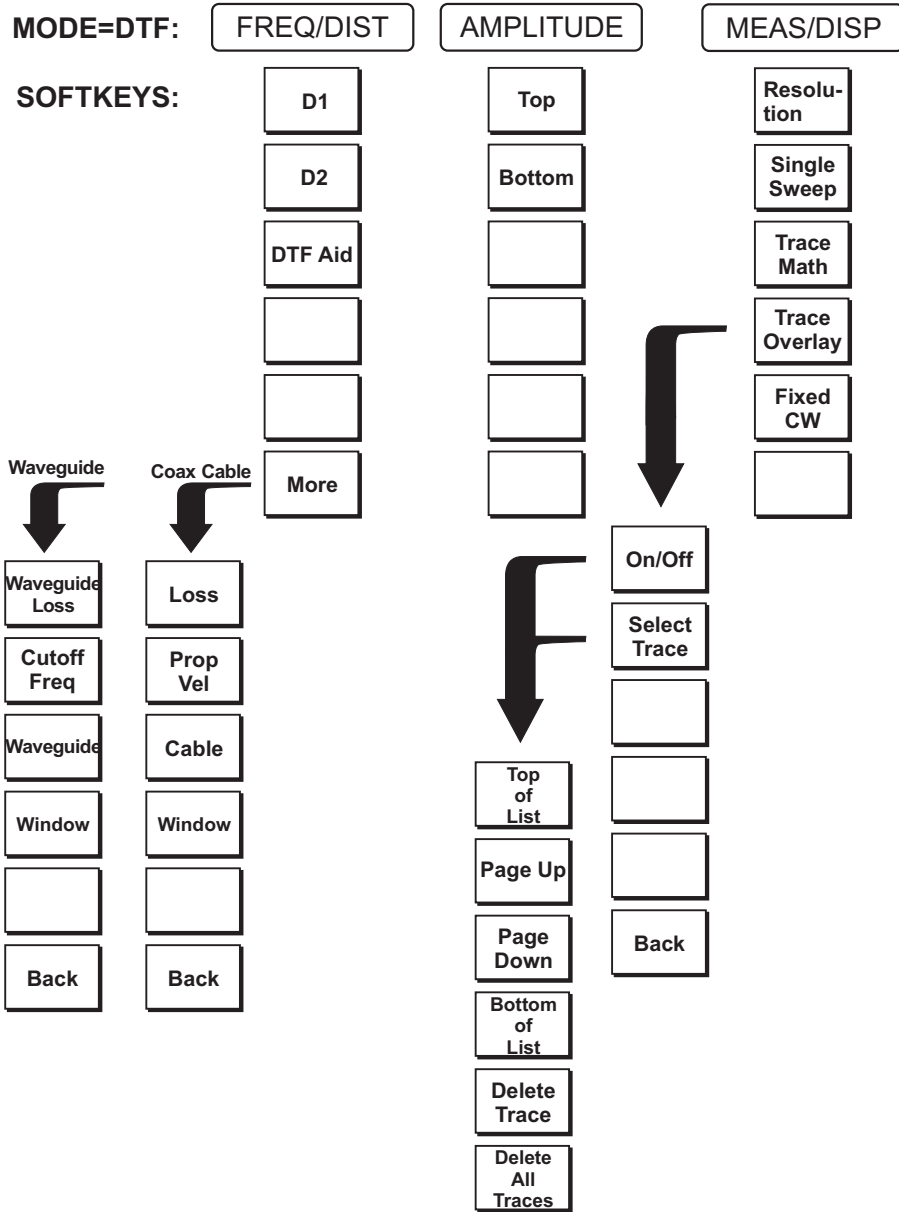 MODE=DTF:
FREQ/DIST
AMPLITUDE
MEAS/DISP
SOFTKEYS:
D1
D2
DTF Aid
More
Top
Bottom
Resolu-
tion
Single
Sweep
Trace
Math
Trace
Overlay
Fixed
CW
Waveguide
Waveguide
Loss
Cutoff
Freq
Waveguide
Window
Back
Coax Cable
Loss
Prop
Vel
Cable
Window
Back
On/Off
Select
Trace
Back
Top
of
List
Page Up
Page
Down
Bottom
of
List
Delete
Trace
Delete
All
Traces